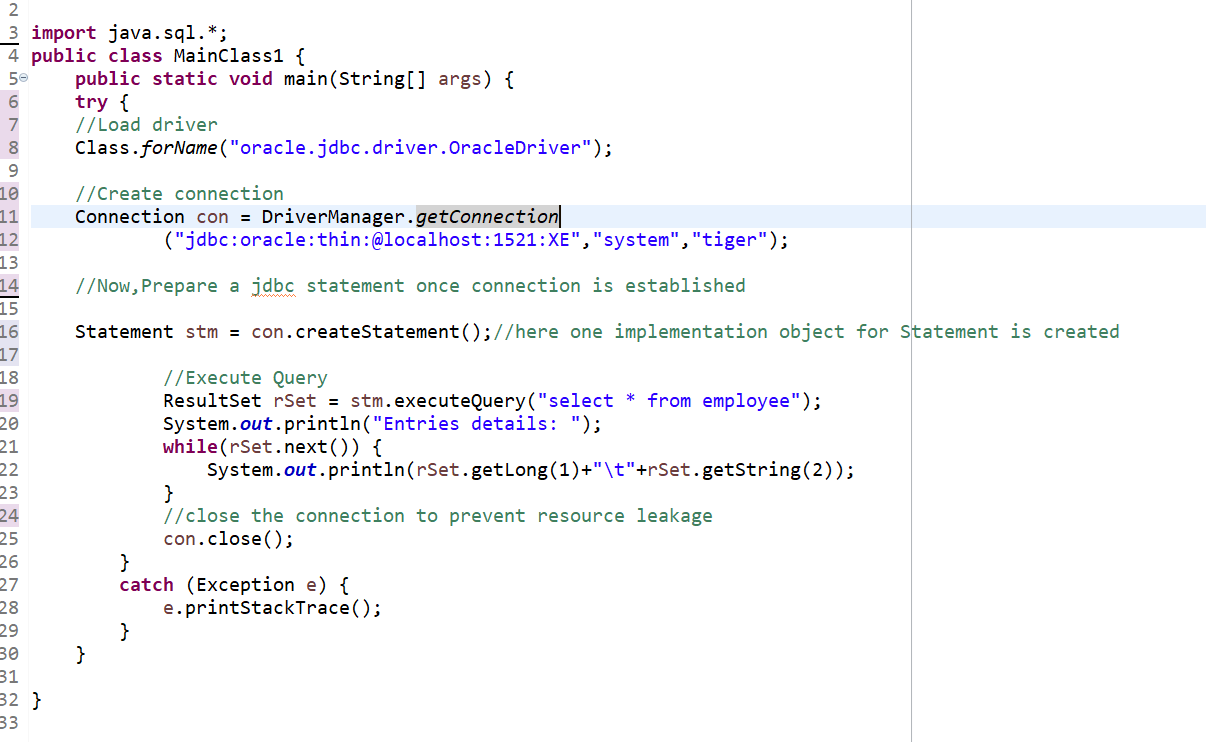 2
3 import java.sql.*;
4 public class MainClass1 {
5 public static void main(String[] args) {
6 try {
7 //Load driver
8 Class.forName("oracle.jdbc.driver.OracleDriver");
9
10 //Create connection
11 Connection con = DriverManager.getConnection
12 ("jdbc:oracle:thin:@localhost:1521:XE","system","tiger");
13
14 //Now,Prepare a jdbc statement once connection is established
15
16 Statement stm = con.createStatement();//here one implementation object for Statement is created
17
18 //Execute Query
19 ResultSet rSet = stm.executeQuery("select * from employee");
20 System.out.println("Entries details: ");
21 while(rSet.next()) {
22 System.out.println(rSet.getLong(1)+"\t"+rSet.getString(2));
23 }
24 //close the connection to prevent resource leakage
25 con.close();
26 }
27 catch (Exception e) {
28 e.printStackTrace();
29 }
30 }
31
32 }
33